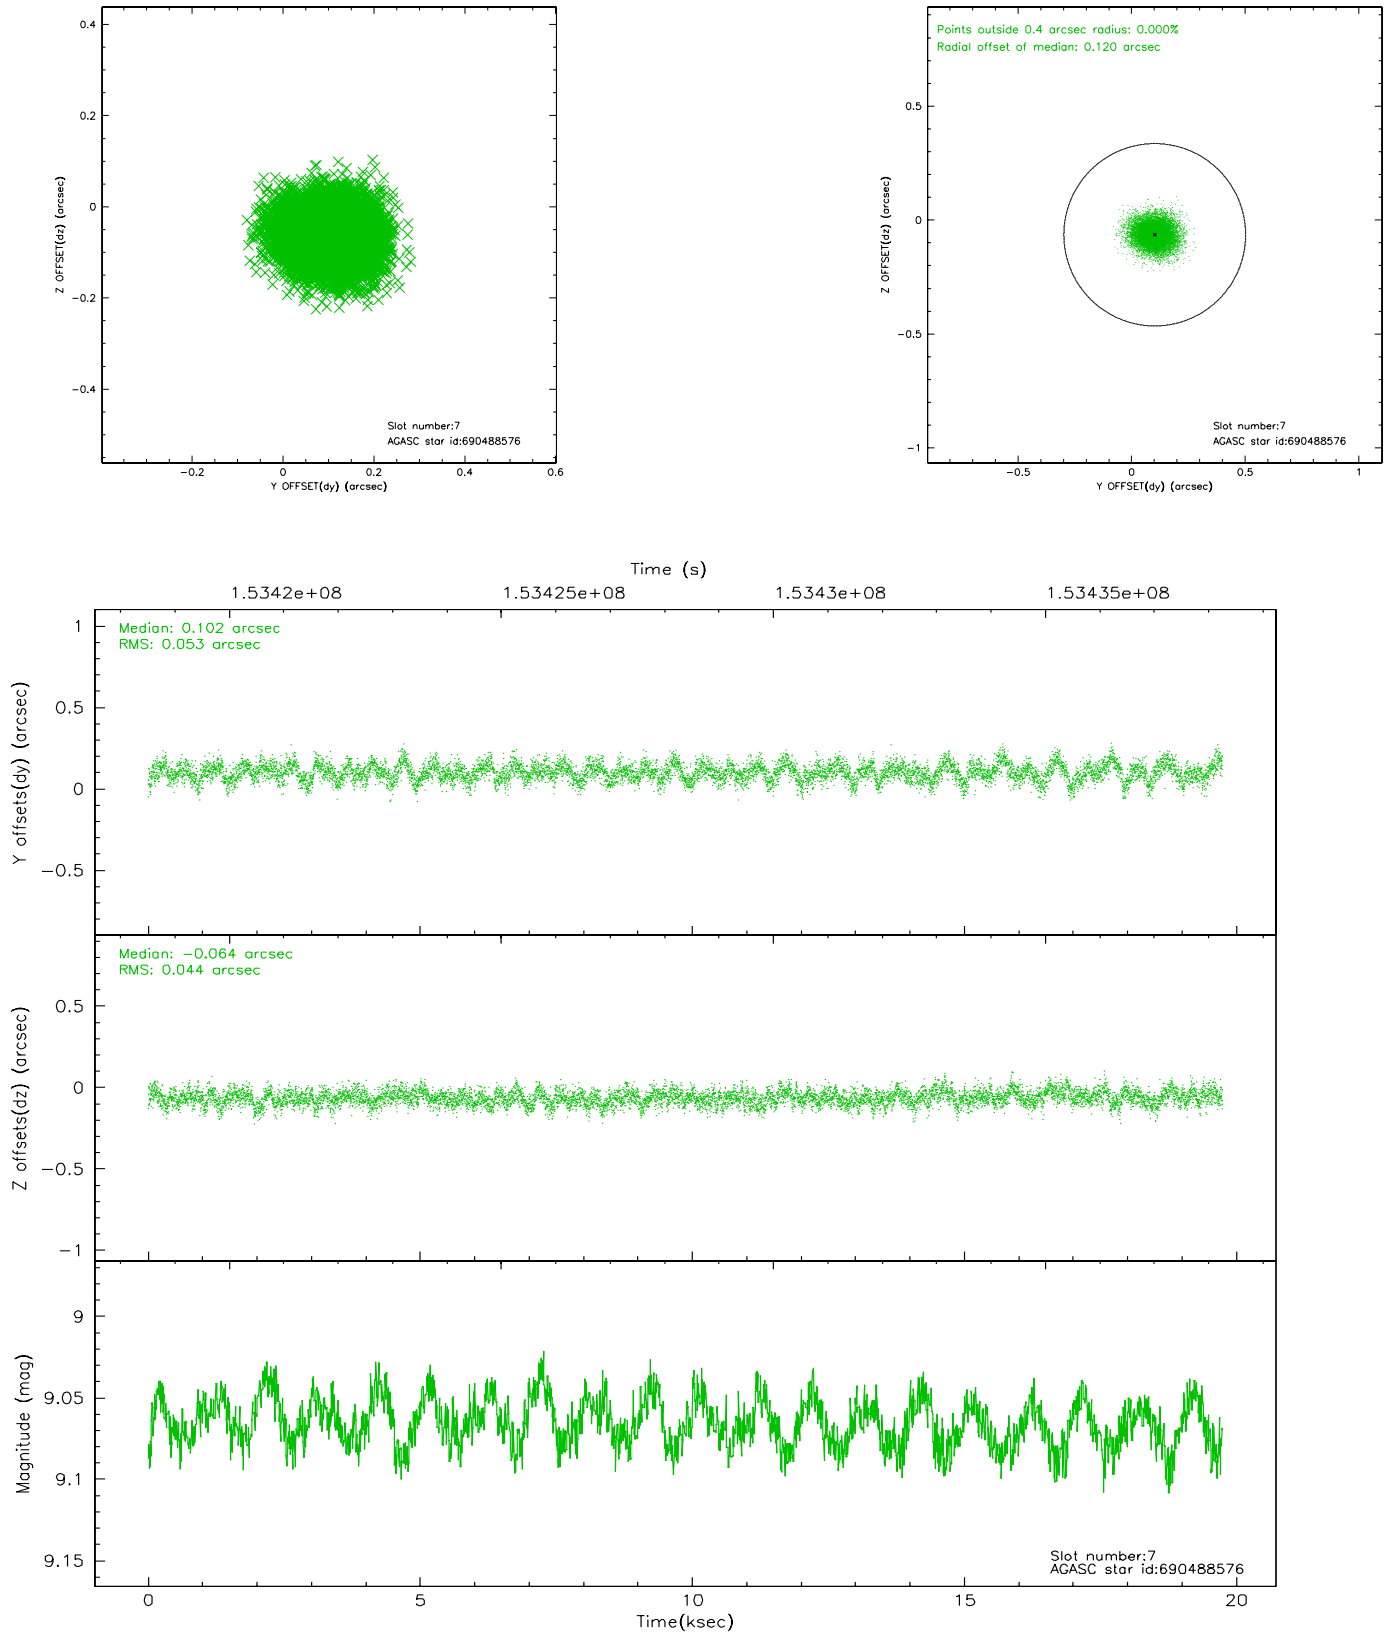 0.4
0.2
0
−0.2
−0.4
Z OFFSET(dz) (arcsec)
Slot number:7
AGASC star id:690488576
−0.2 0 0.2 0.4 0.6
Y OFFSET(dy) (arcsec)
Points outside 0.4 arcsec radius: 0.000%
Radial offset of median: 0.120 arcsec
0.5
0
−0.5
−1
Z OFFSET(dz) (arcsec)
Slot number:7
AGASC star id:690488576
−0.5 0 0.5 1
Y OFFSET(dy) (arcsec)
Time (s)
1.5342e+08 1.53425e+08 1.5343e+08 1.53435e+08
Median: 0.102 arcsec
RMS: 0.053 arcsec
1
0.5
0
−0.5
Y offsets(dy) (arcsec)
Median: −0.064 arcsec
RMS: 0.044 arcsec
0.5
0
−0.5
−1
Z offsets(dz) (arcsec)
9
9.05
9.1
9.15
Magnitude (mag)
Slot number:7
AGASC star id:690488576
0 5 10 15 20
Time(ksec)